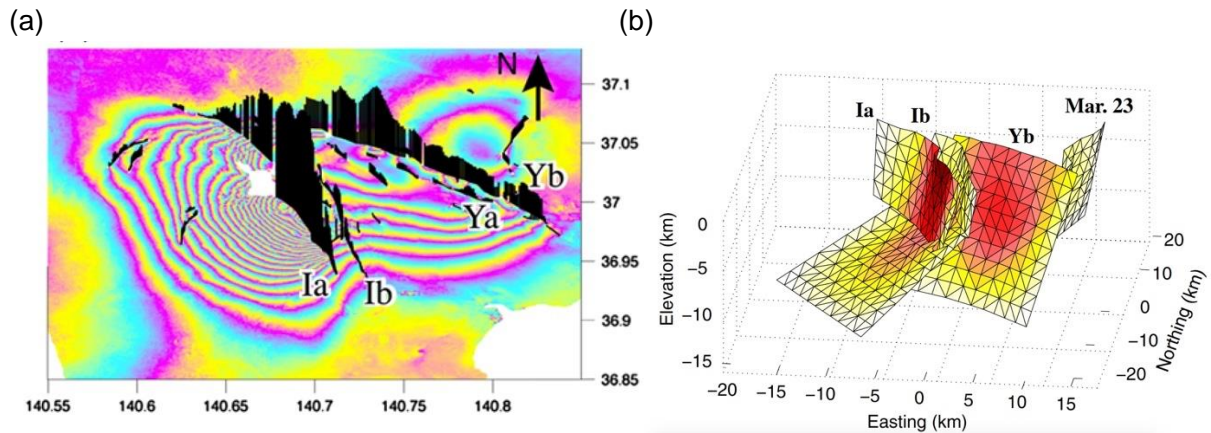 (a)
N
Ia
Ib
Ya
Yb
37.1
37.05
37
36.95
36.9
36.85
140.55 140.6 140.65 140.7 140.75 140.8
(b)
Ia
Ib
Yb
Mar. 23
Elevation (km)
0
−5
−10
−15
−20 −15 −10 −5 0 5 10 15
Easting (km)
20
10
0
−10
−20
Northing (km)